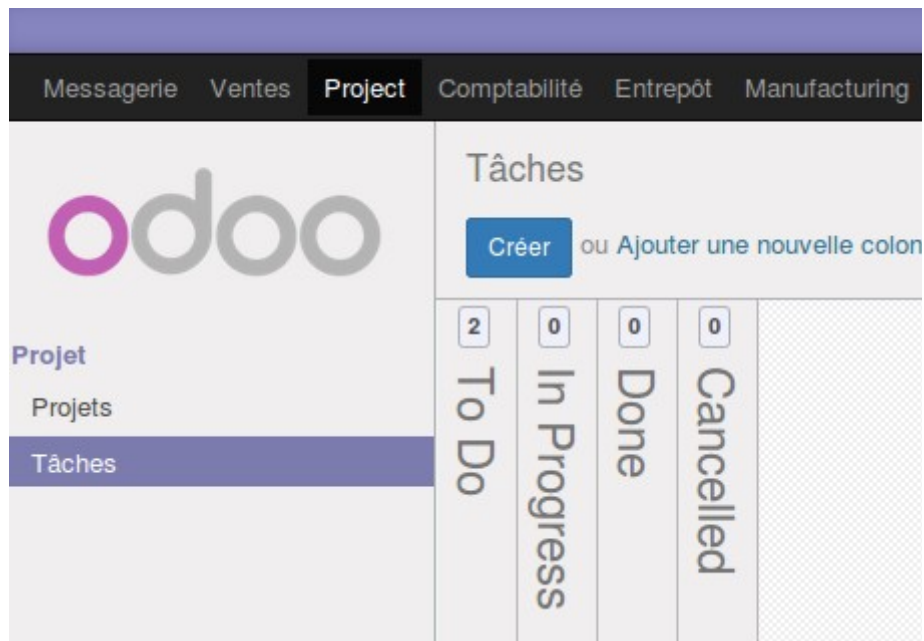 Messagerie Ventes Project Comptabilité Entrepôt Manufacturing
odoo
Projet
Projets
Tâches
Tâches
Créer ou Ajouter une nouvelle colon
2 0 0 0
To Do
In Progress
Done
Cancelled